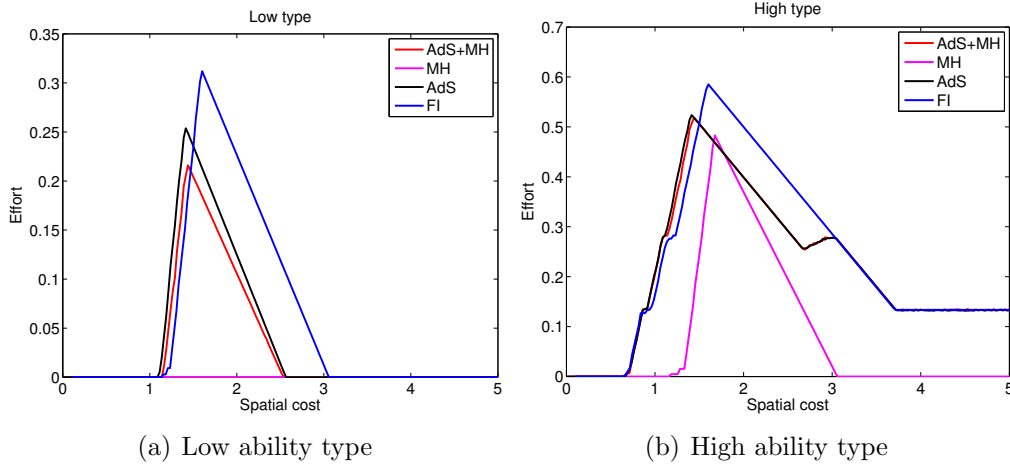 Low type
0.35
0.3
0.25
0.2
0.15
0.1
0.05
0
Effort
AdS+MH
MH
AdS
FI
0 1 2 3 4 5
Spatial cost
(a) Low ability type
High type
0.7
0.6
0.5
0.4
0.3
0.2
0.1
0
Effort
AdS+MH
MH
AdS
FI
0 1 2 3 4 5
Spatial cost
(b) High ability type